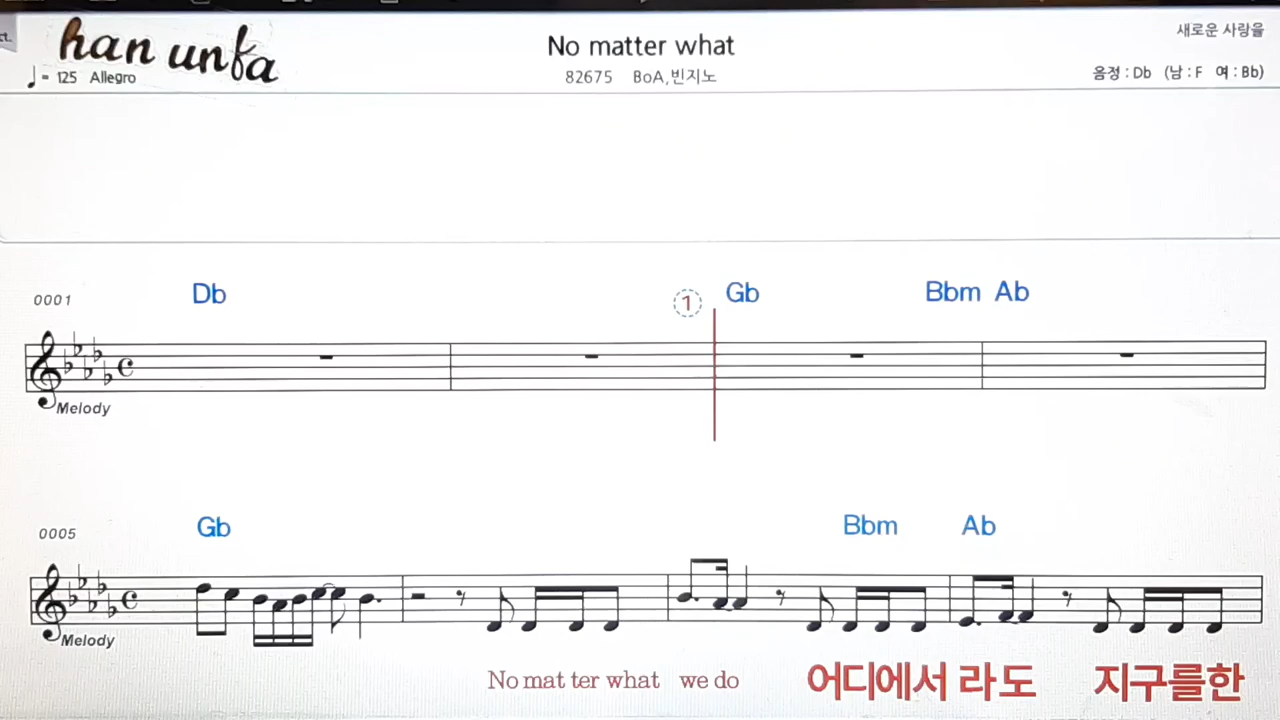 ct.
han unfa
No matter what
새로운 사랑을
♩= 125 Allegro
82675 BoA,빈지노
음정 : Db (남 : F 여 : Bb)
0001 Db ① Gb Bbm Ab
Melody
0005 Gb Bbm Ab
Melody
No mat ter what we do 어디에서 라도 지구를한